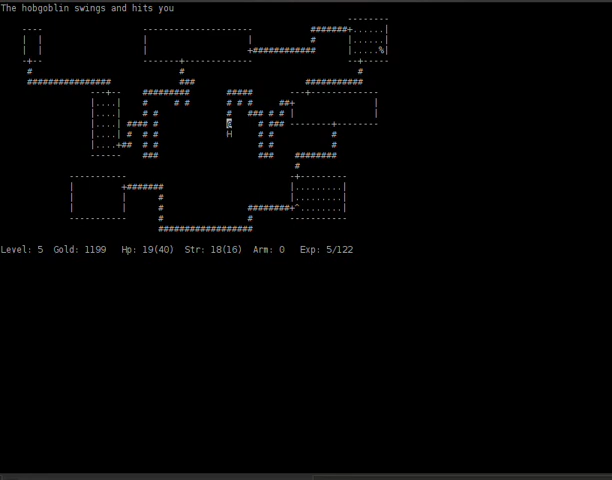 The hobgoblin swings and hits you
Level: 5 Gold: 1199 Hp: 19(40) Str: 18(16) Arm: 0 Exp: 5/122